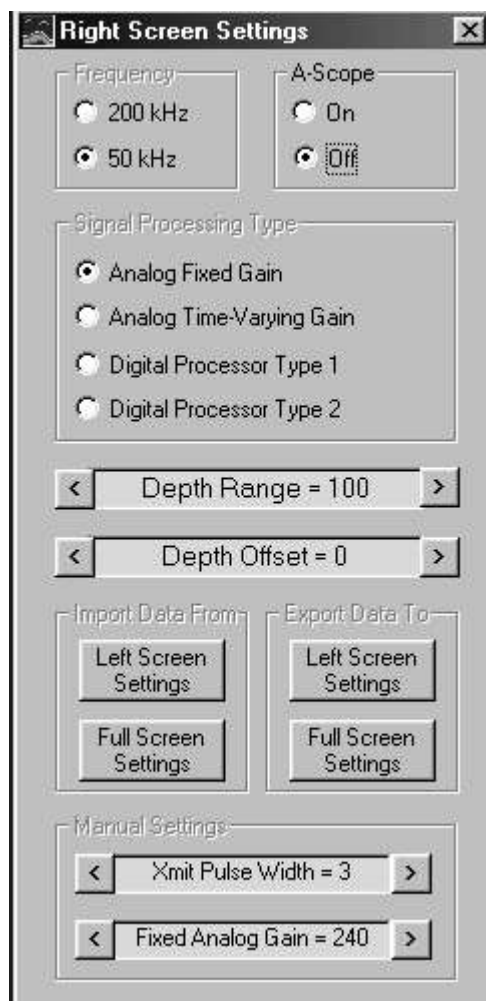 Right Screen Settings
Frequency
200 kHz
50 kHz
A-Scope
On
Off
Signal Processing Type
Analog Fixed Gain
Analog Time-Varying Gain
Digital Processor Type 1
Digital Processor Type 2
< Depth Range = 100 >
< Depth Offset = 0 >
Import Data From
Left Screen
Settings
Full Screen
Settings
Export Data To
Left Screen
Settings
Full Screen
Settings
Manual Settings
< Xmit Pulse Width = 3 >
< Fixed Analog Gain = 240 >